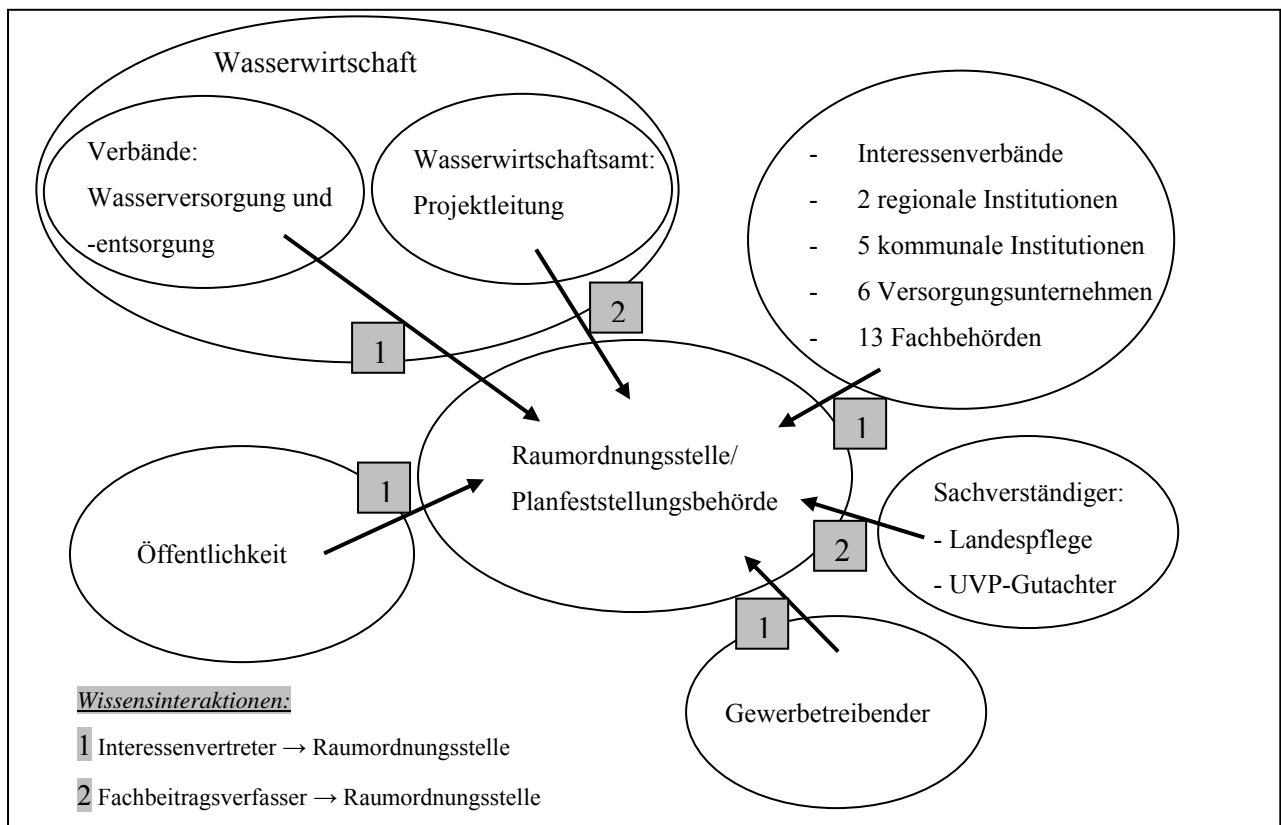 Wasserwirtschaft
Verbände:
Wasserversorgung und
-entsorgung
Wasserwirtschaftsamt:
Projektleitung
- Interessenverbände
- 2 regionale Institutionen
- 5 kommunale Institutionen
- 6 Versorgungsunternehmen
- 13 Fachbehörden
2
1
1
Raumordnungsstelle/
Planfeststellungsbehörde
1
Öffentlichkeit
Sachverständiger:
- Landespflege
- UVP-Gutachter
2
1
Gewerbetreibender
Wissensinteraktionen:
1 Interessenvertreter → Raumordnungsstelle
2 Fachbeitragsverfasser → Raumordnungsstelle